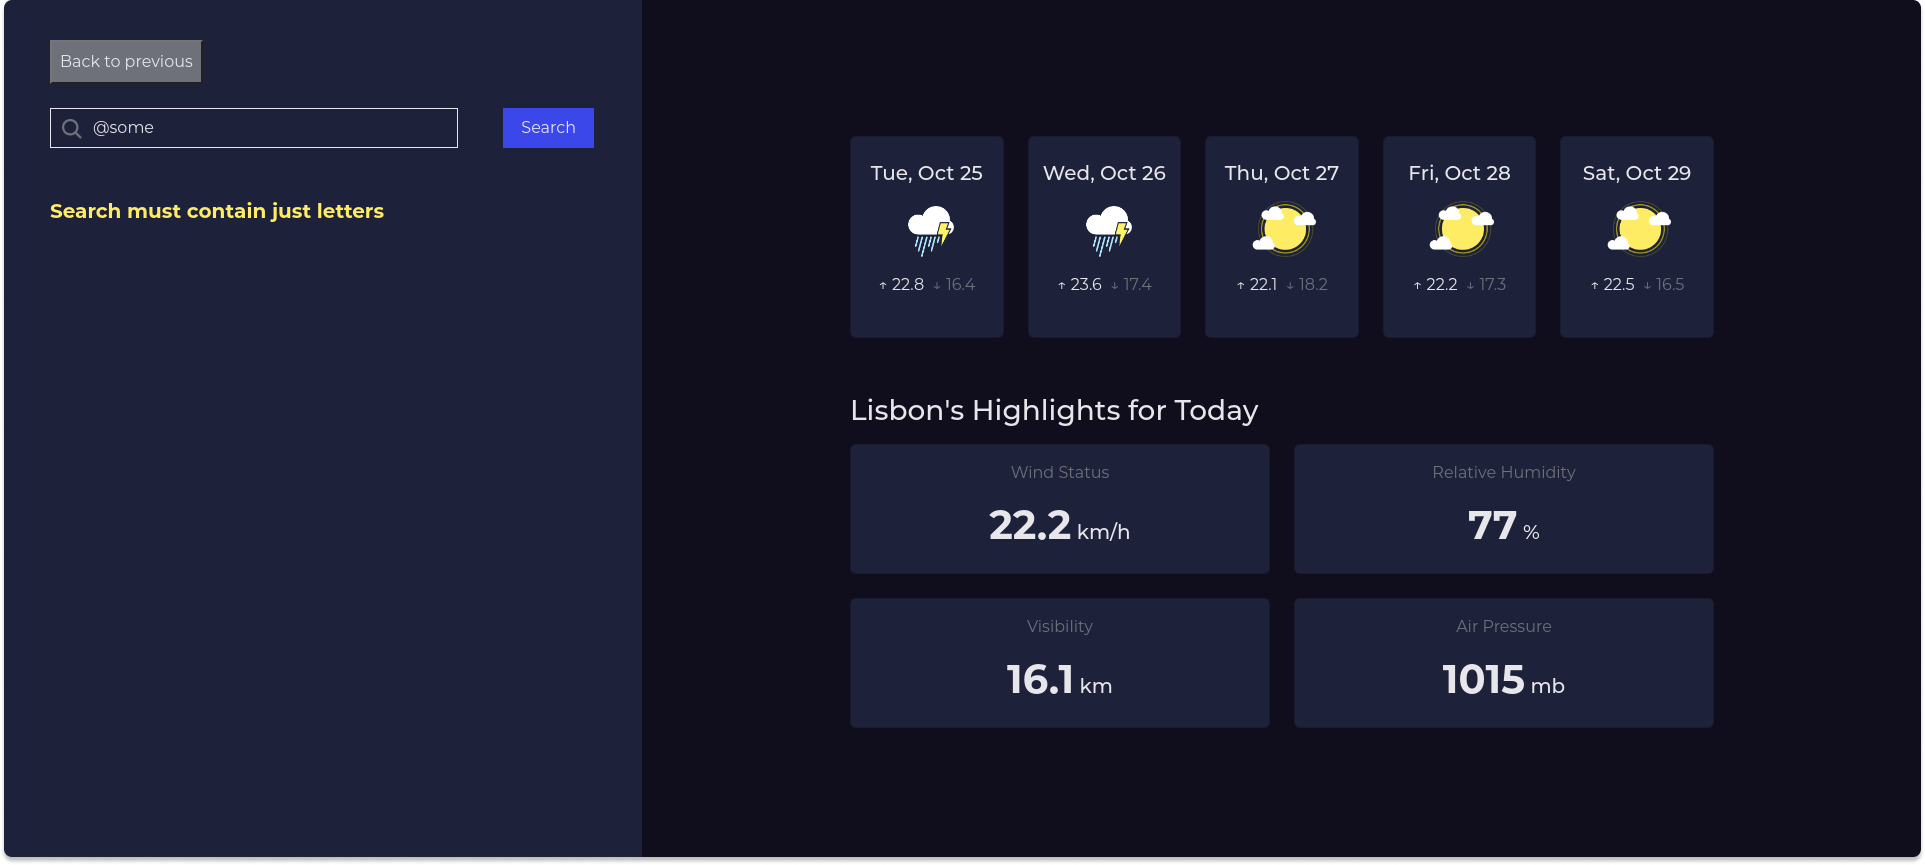 Back to previous
@some
Search
Search must contain just letters
Tue, Oct 25
↑ 22.8 ↓ 16.4
Wed, Oct 26
↑ 23.6 ↓ 17.4
Thu, Oct 27
↑ 22.1 ↓ 18.2
Fri, Oct 28
↑ 22.2 ↓ 17.3
Sat, Oct 29
↑ 22.5 ↓ 16.5
Lisbon's Highlights for Today
Wind Status
22.2 km/h
Relative Humidity
77 %
Visibility
16.1 km
Air Pressure
1015 mb